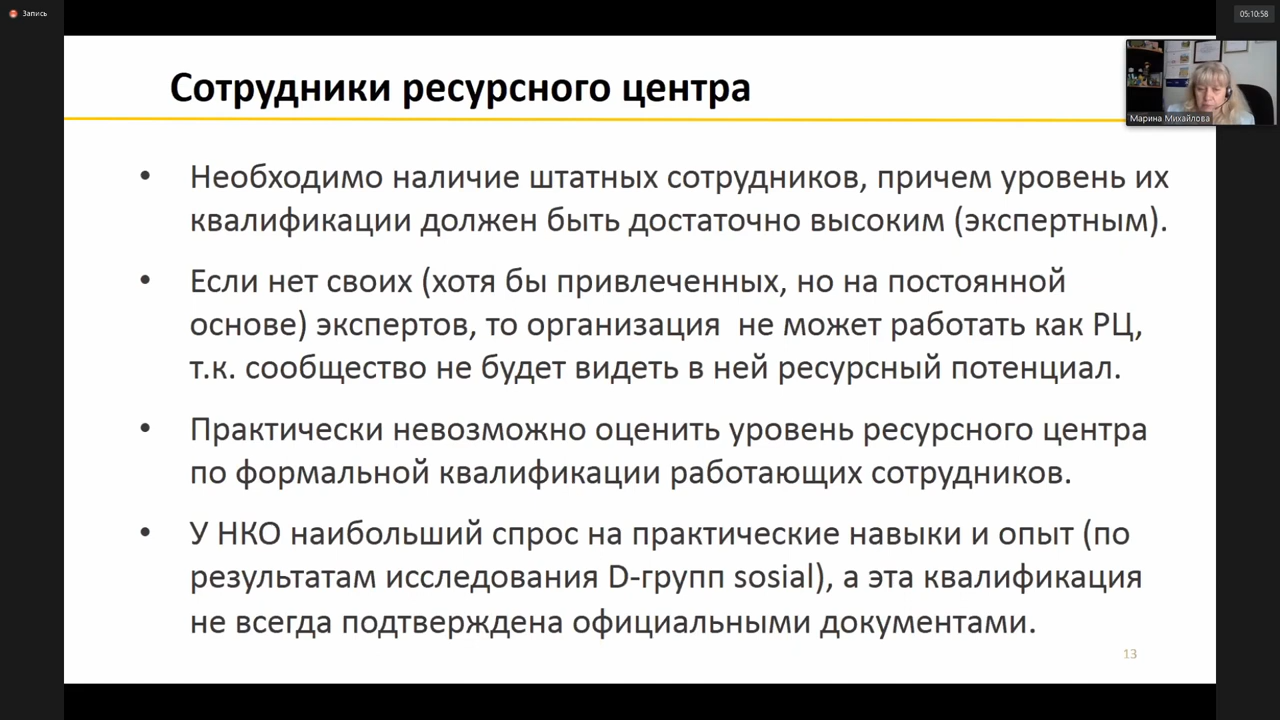 Запись
05:10:58
Сотрудники ресурсного центра
Марина Михайлова
• Необходимо наличие штатных сотрудников, причем уровень их
квалификации должен быть достаточно высоким (экспертным).
• Если нет своих (хотя бы привлеченных, но на постоянной
основе) экспертов, то организация  не может работать как РЦ,
т.к. сообщество не будет видеть в ней ресурсный потенциал.
• Практически невозможно оценить уровень ресурсного центра
по формальной квалификации работающих сотрудников.
• У НКО наибольший спрос на практические навыки и опыт (по
результатам исследования D-групп sosial), а эта квалификация
не всегда подтверждена официальными документами.
13